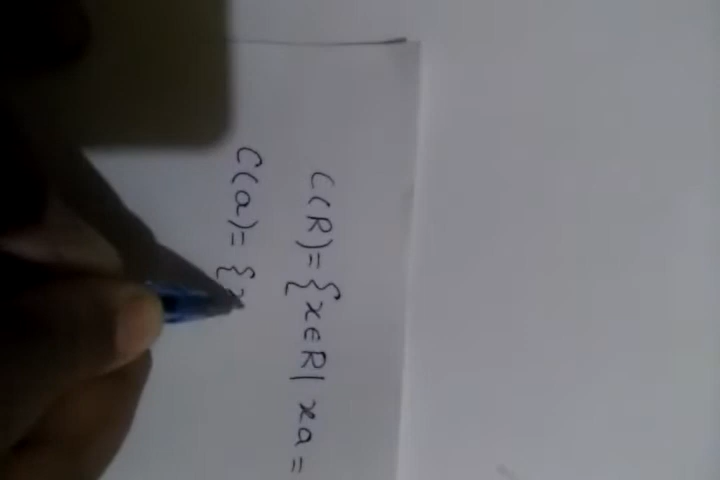 C(R) = {x ∈ R | xa =
C(a) = {x